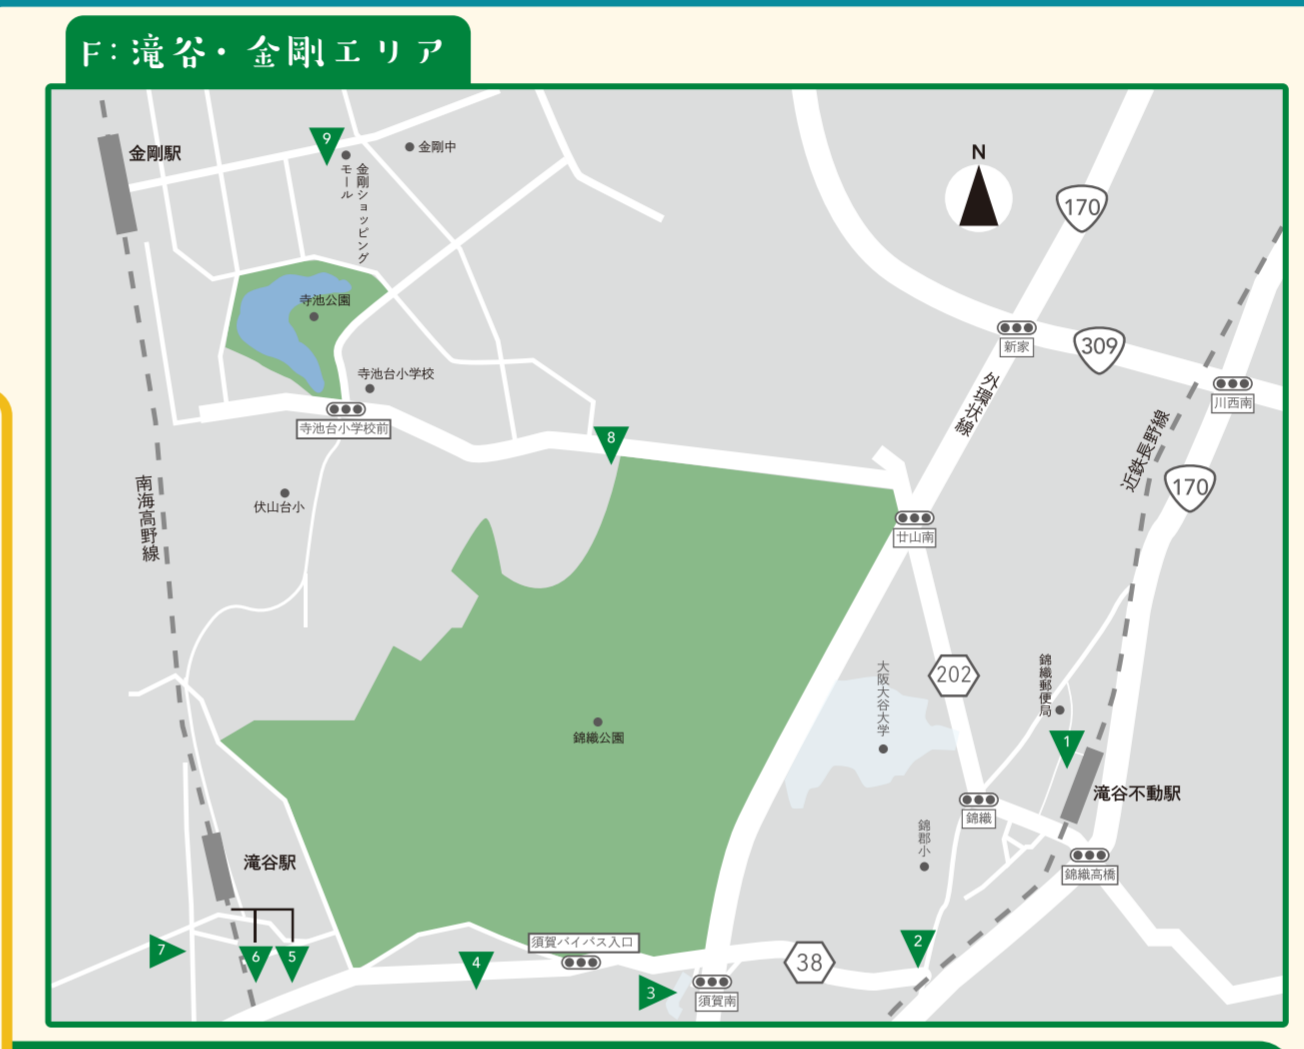 F:滝谷・金剛エリア
金剛駅
9
金剛中
金剛ショッピング
モール
N
170
寺池公園
新家
309
寺池台小学校
寺池台小学校前
外環状線
川西南
近鉄長野線
8
170
南海高野線
伏山台小
廿山南
大阪大谷大学
202
錦織郵便局
錦織公園
1
滝谷不動駅
錦織
錦郡小
滝谷駅
錦織高橋
7
6
5
4
須賀バイパス入口
38
2
3
須賀南